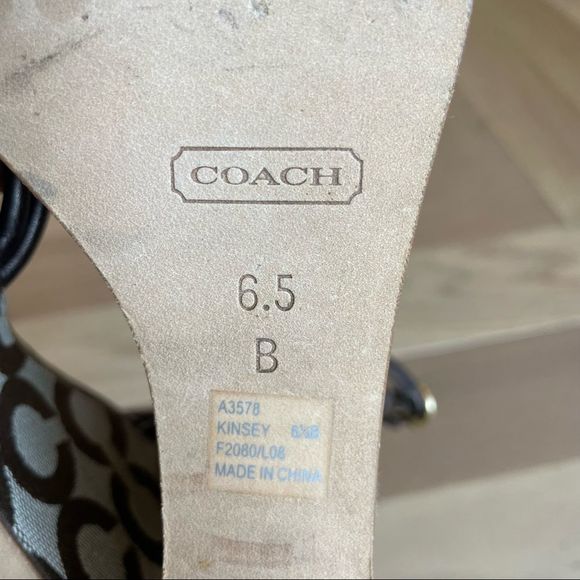 COACH
6.5
B
A3578
KINSEY 6½B
F2080/L08
MADE IN CHINA